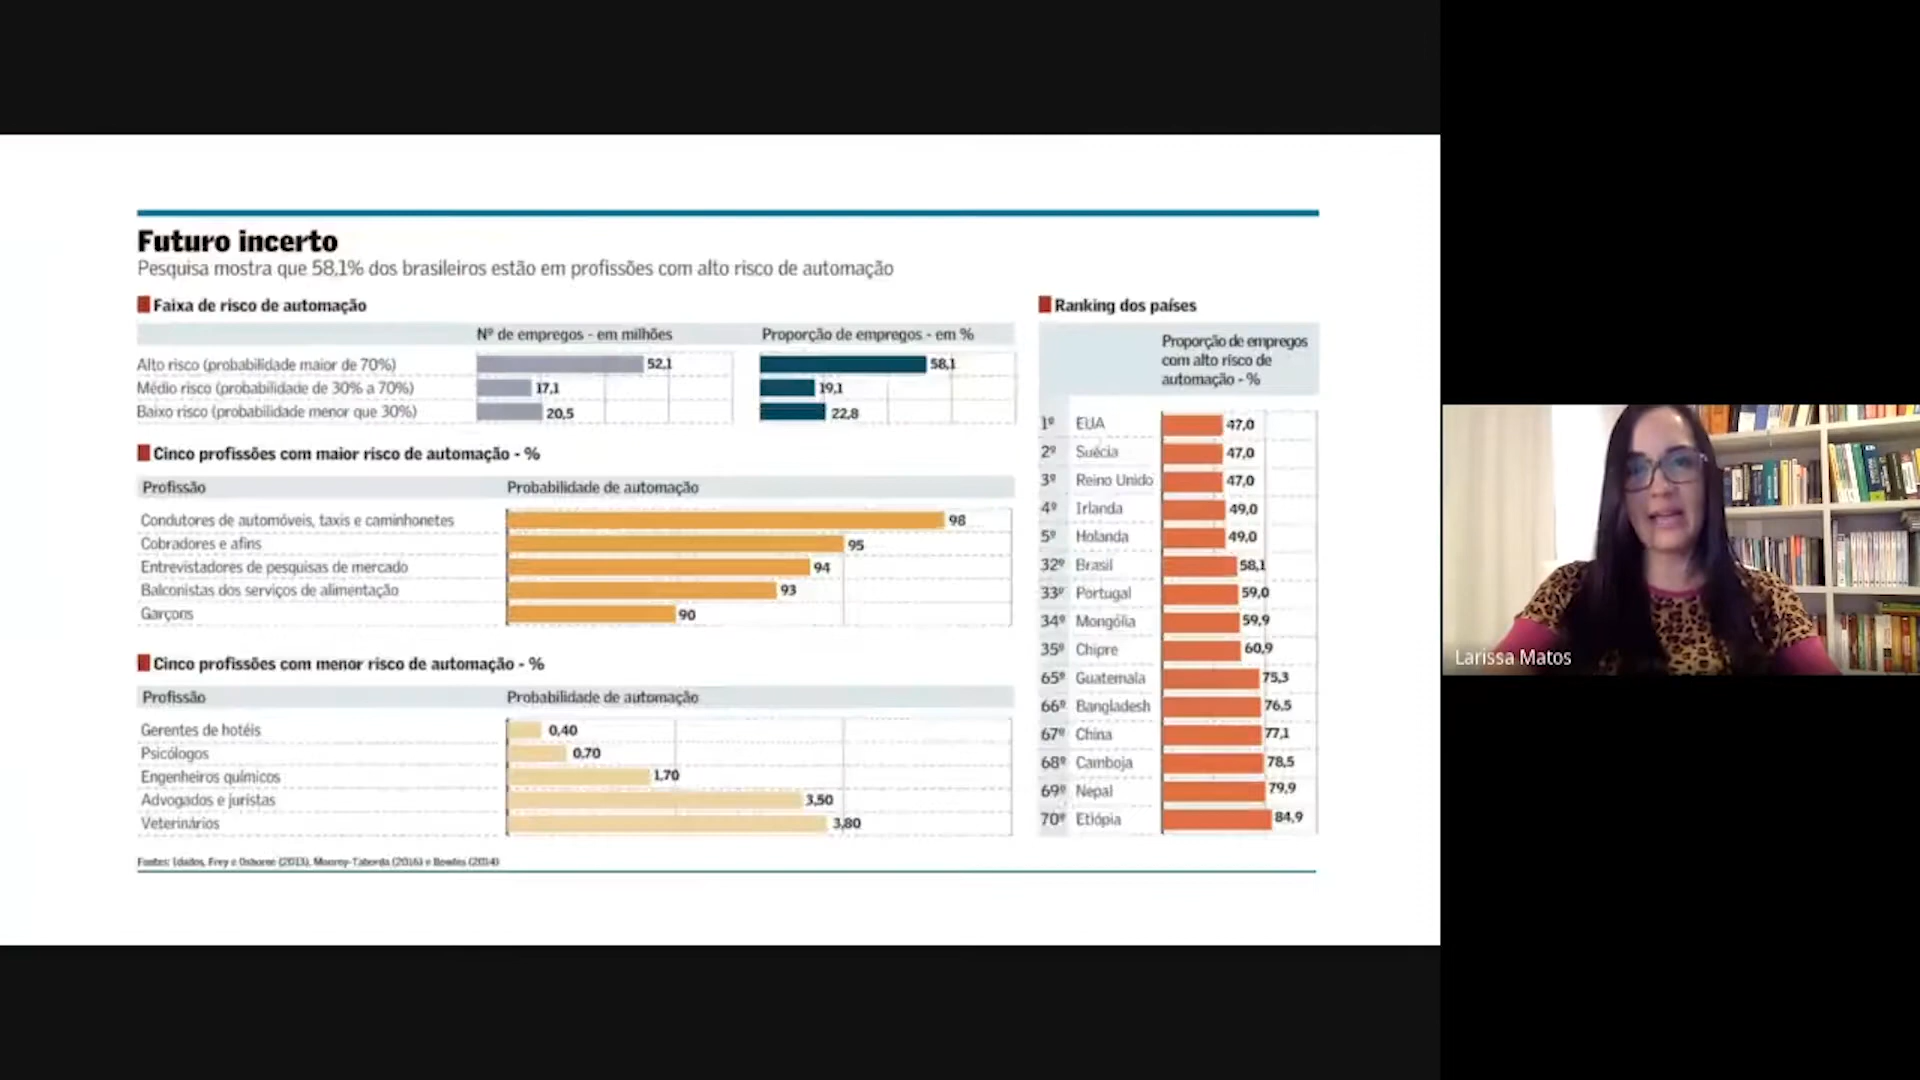 Futuro incerto
Pesquisa mostra que 58,1% dos brasileiros estão em profissões com alto risco de automação
Faixa de risco de automação
Nº de empregos - em milhões
Proporção de empregos - em %
Alto risco (probabilidade maior de 70%) 52,1 58,1
Médio risco (probabilidade de 30% a 70%) 17,1 19,1
Baixo risco (probabilidade menor que 30%) 20,5 22,8
Cinco profissões com maior risco de automação - %
Profissão Probabilidade de automação
Condutores de automóveis, taxis e caminhonetes 98
Cobradores e afins 95
Entrevistadores de pesquisas de mercado 94
Balconistas dos serviços de alimentação 93
Garçons 90
Cinco profissões com menor risco de automação - %
Profissão Probabilidade de automação
Gerentes de hotéis 0,40
Psicólogos 0,70
Engenheiros químicos 1,70
Advogados e juristas 3,50
Veterinários 3,80
Fontes: Idados, Frey e Osborne (2013), (2016) e Bowles (2014)
Ranking dos países
Proporção de empregos
com alto risco de
automação - %
1º EUA 47,0
2º Suécia 47,0
3º Reino Unido 47,0
4º Irlanda 49,0
5º Holanda 49,0
32º Brasil 58,1
33º Portugal 59,0
34º Mongólia 59,9
35º Chipre 60,9
65º Guatemala 75,3
66º Bangladesh 76,5
67º China 77,1
68º Camboja 78,5
69º Nepal 79,9
70º Etiópia 84,9
Larissa Matos